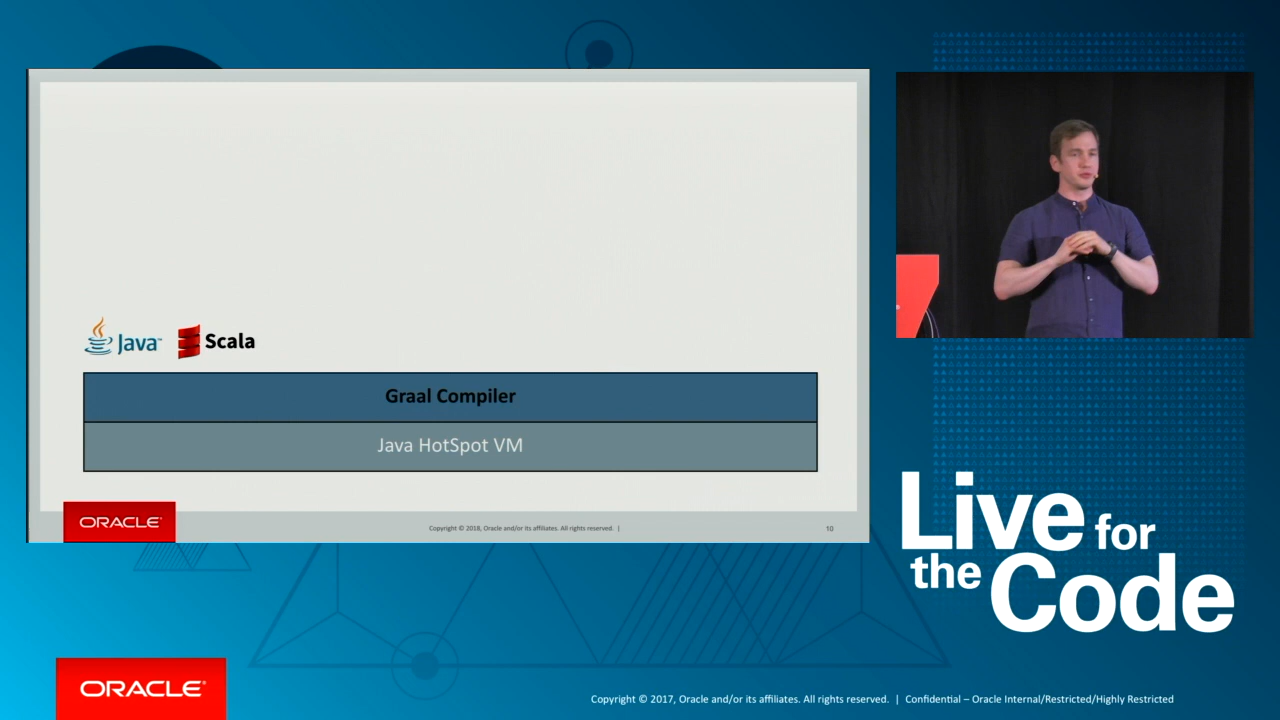 Java™
Scala
Graal Compiler
Java HotSpot VM
ORACLE®
Copyright © 2018, Oracle and/or its affiliates. All rights reserved. |
10
Live for
the Code
ORACLE®
Copyright © 2017, Oracle and/or its affiliates. All rights reserved. | Confidential – Oracle Internal/Restricted/Highly Restricted